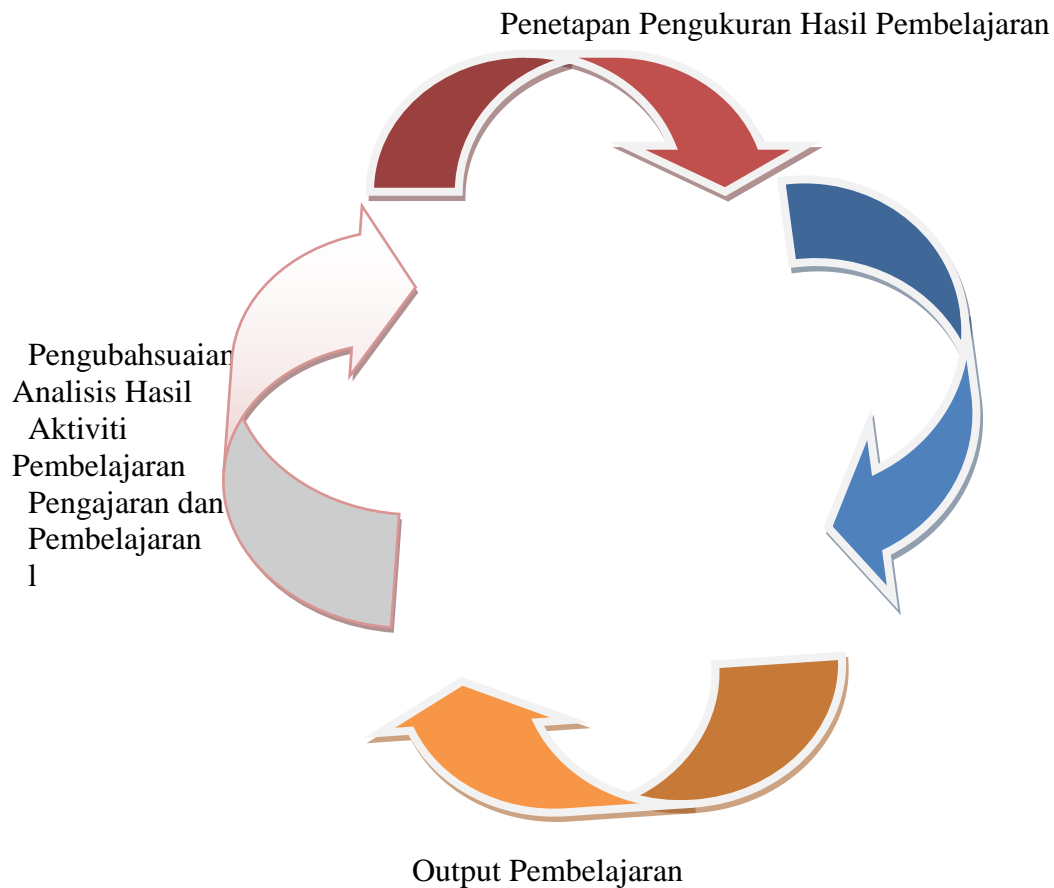 Penetapan Pengukuran Hasil Pembelajaran
Pengubahsuaian
Analisis Hasil
Aktiviti
Pembelajaran
Pengajaran dan
Pembelajaran
l
Output Pembelajaran